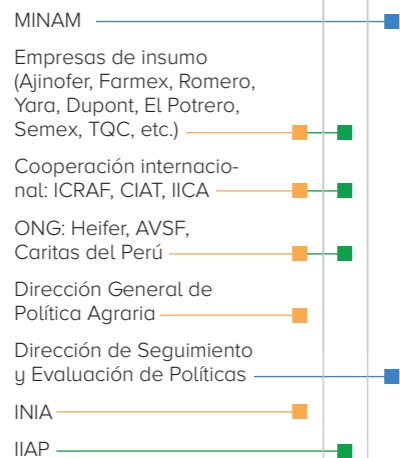 MINAM
Empresas de insumo
(Ajinofer, Farmex, Romero,
Yara, Dupont, El Potrero,
Semex, TQC, etc.)
Cooperación internacio-
nal: ICRAF, CIAT, IICA
ONG: Heifer, AVSF,
Caritas del Perú
Dirección General de
Política Agraria
Dirección de Seguimiento
y Evaluación de Políticas
INIA
IIAP